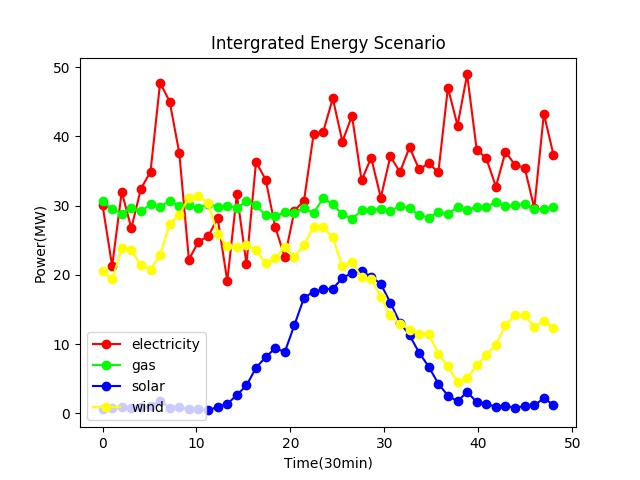 Intergrated Energy Scenario
Power(MW)
50
40
30
20
10
0
electricity
gas
solar
wind
0 10 20 30 40 50
Time(30min)